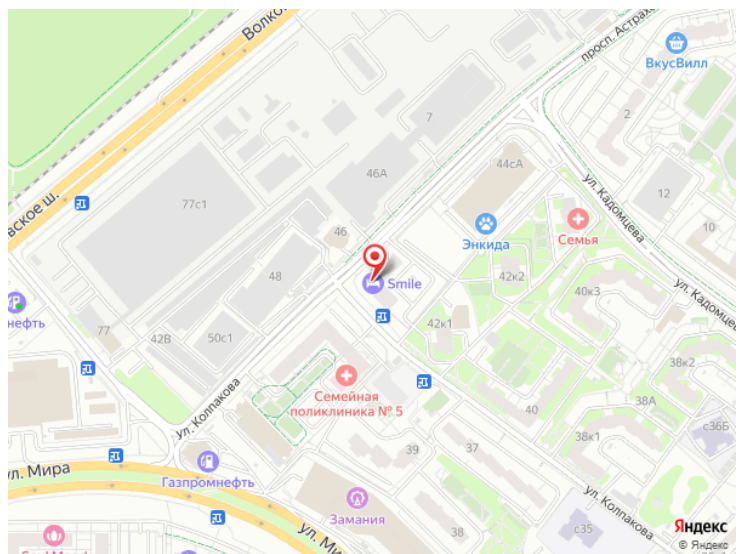 Волко
просп. Астраха
ВкусВилл
7
2
46А
44сА
77с1
вское ш.
12
ул. Кадомцева
Семья
Энкида
10
46
48
42к2
Smile
40к3
ул. Кадомцева
нефть
77
42В
50с1
42к1
38к2
Семейная
поликлиника № 5
ул. Колпакова
40
38А
с36Б
38к1
37
39
ул. Мира
Газпромнефть
Замания
ул. Колпакова
38
с35
ул. Ми
Яндекс
© Яндекс